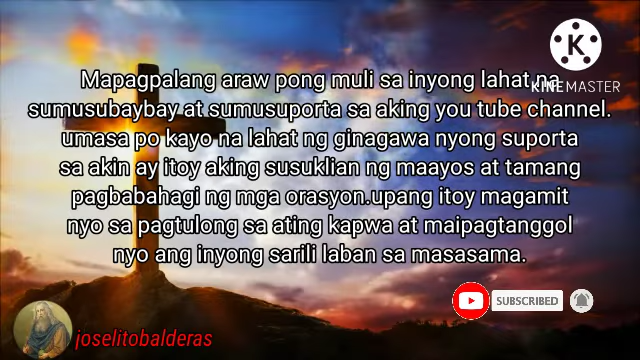 K
KINEMASTER
Mapagpalang araw pong muli sa inyong lahat na
sumusubaybay at sumusuporta sa aking you tube channel.
umasa po kayo na lahat ng ginagawa nyong suporta
sa akin ay itoy aking susuklian ng maayos at tamang
pagbabahagi ng mga orasyon.upang itoy magamit
nyo sa pagtulong sa ating kapwa at maipagtanggol
nyo ang inyong sarili laban sa masasama.
SUBSCRIBED
joselitobalderas